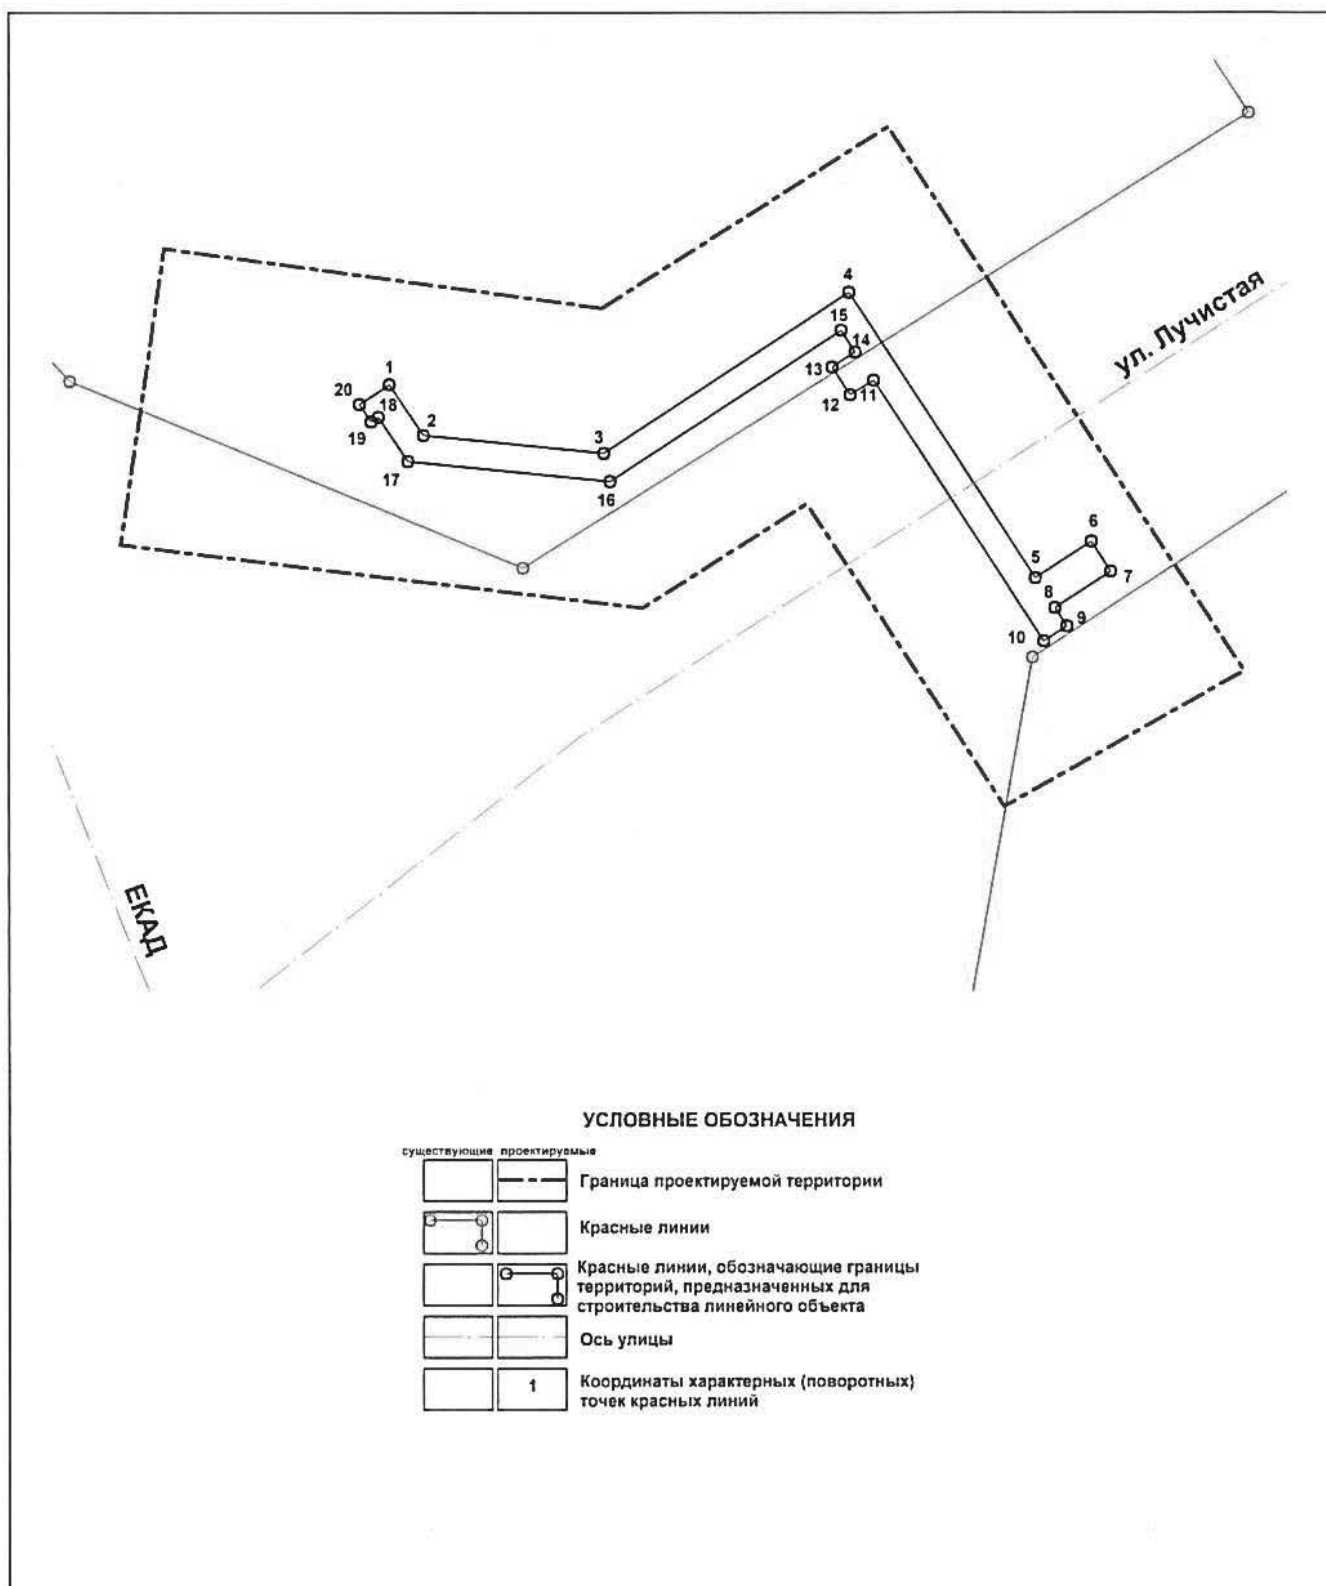 4
15
14
13
12
11
ул. Лучистая
1
20
18
19
2
17
3
16
5
6
7
8
9
10
ЕКАД
УСЛОВНЫЕ ОБОЗНАЧЕНИЯ
существующие проектируемые
Граница проектируемой территории
Красные линии
Красные линии, обозначающие границы
территорий, предназначенных для
строительства линейного объекта
Ось улицы
1
Координаты характерных (поворотных)
точек красных линий